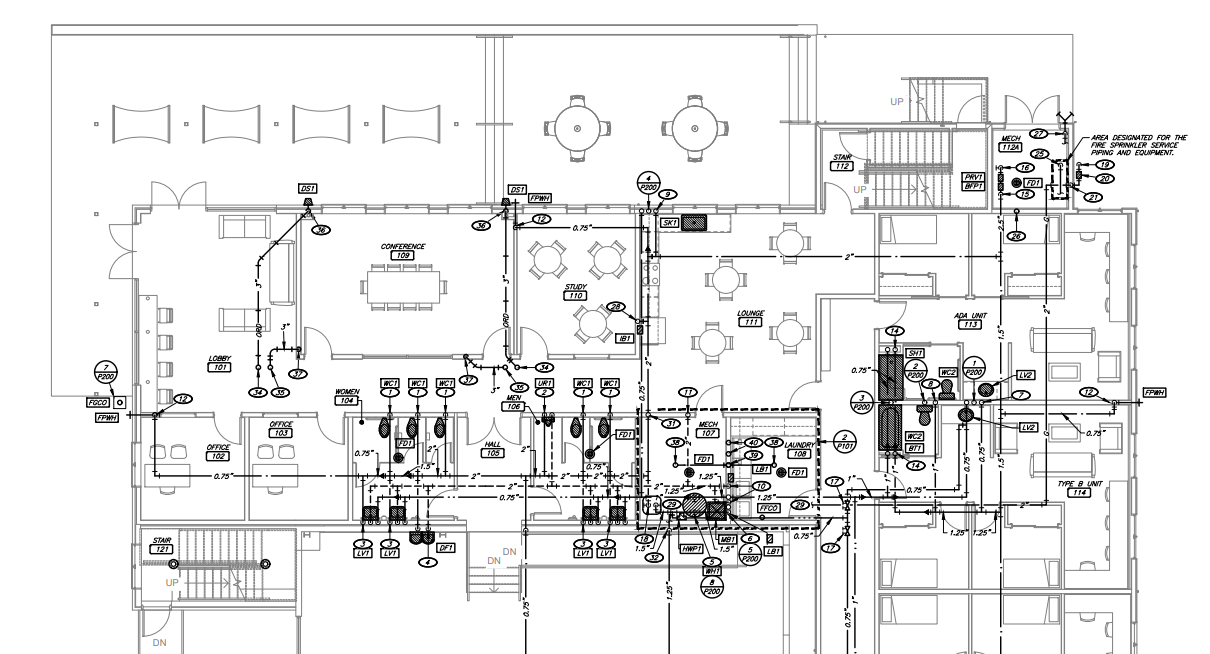 UP
MECH
112A
27
25
AREA DESIGNATED FOR THE
FIRE SPRINKLER SERVICE
PIPING AND EQUIPMENT.
STAIR
112
PRV1
BFP1
16
FD1
15
19
20
UP
21
26
DS1
DS1
FPWH
4
P200
9
36
36
12
SK1
0.75"
2.5"
G
CONFERENCE
109
3"
ORD
3"
ORD
2"
2"
STUDY
110
28
IB1
LOUNGE
111
ADA UNIT
113
LOBBY
101
3"
34
35
37
37
3"
35
34
2"
14
SH1
0.75"
2
P200
8
WC2
1
P200
LV2
7
12
FPWH
7
P200
FGCO
FPWH
12
3
P200
WOMEN
104
WC1
1
WC1
1
WC1
1
MEN
106
UR1
2
WC1
1
WC1
1
11
31
0.75"
LV2
WC2
BT1
14
0.75"
OFFICE
102
OFFICE
103
FD1
HALL
105
FD1
MECH
107
38
40
38
LAUNDRY
108
2
P101
39
FD1
LB1
FD1
0.75"
1.5"
2"
2"
0.75"
2"
1.25"
1.5"
10
0.75"
0.75"
1.25"
FFCO
1.25"
29
17
1"
0.75"
1.5"
G
TYPE B UNIT
114
29
2"
1.25"
3
LV1
3
LV1
4
DF1
3
LV1
3
LV1
18
1.5"
32
HWP1
5
WH1
8
P200
MB1
1.5"
6
5
P200
LB1
0.75"
17
STAIR
121
UP
DN
DN
DN
0.75"
1.25"
0.75"
1"